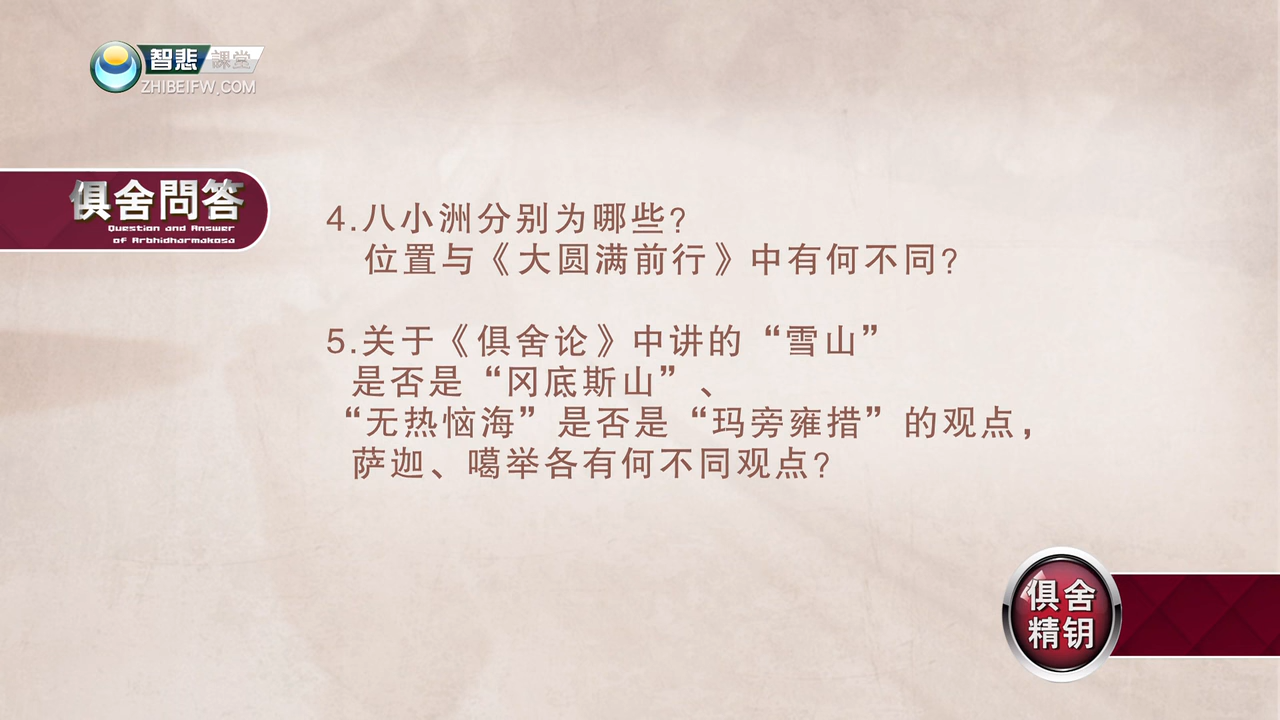 智悲課堂
ZHIBEIFW.COM
俱舍問答
Question and Answer
of Arbhidharmakosa
4.八小洲分别为哪些?
位置与《大圆满前行》中有何不同?
5.关于《俱舍论》中讲的“雪山”
是否是“冈底斯山”、
“无热恼海”是否是“玛旁雍措”的观点,
萨迦、噶举各有何不同观点?
俱舍
精钥